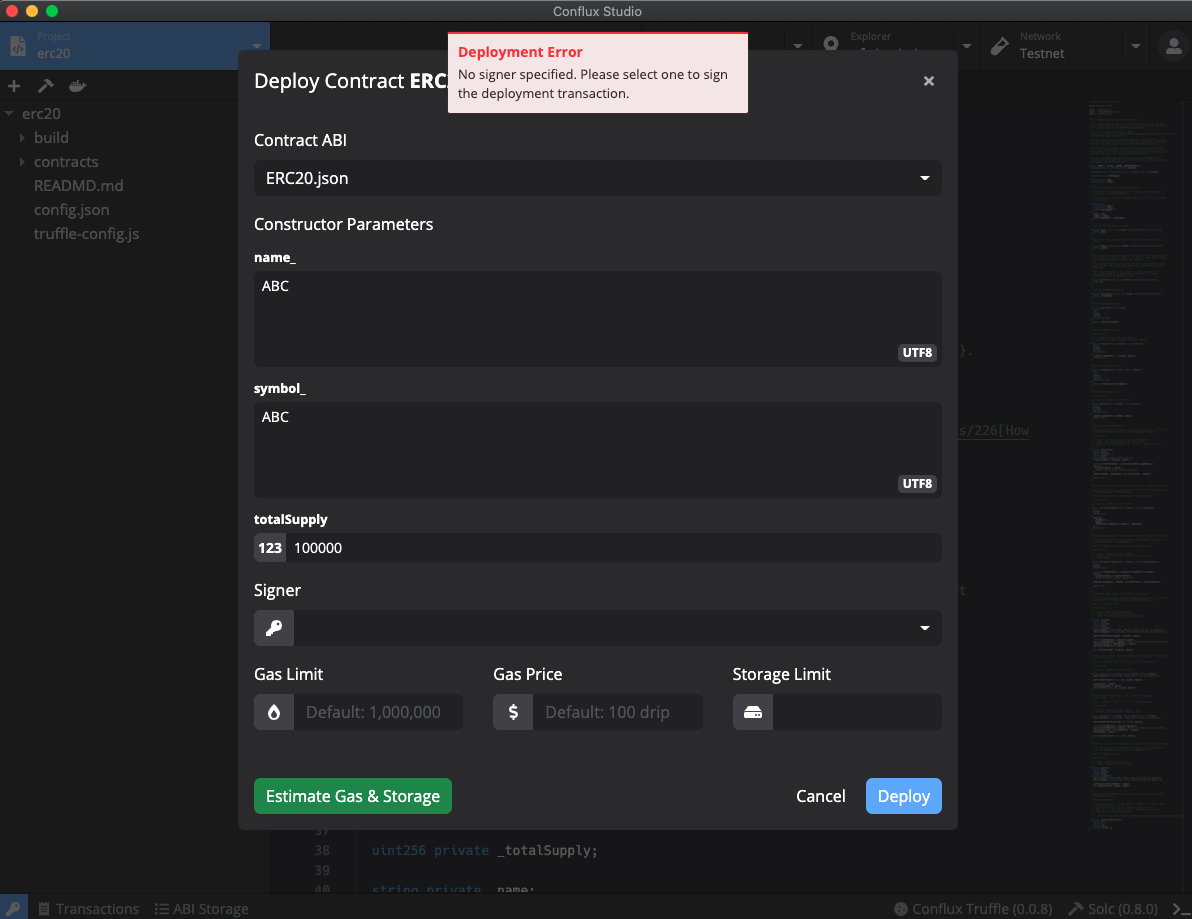 Conflux Studio
Project
erc20
Explorer
Network
Testnet
Deployment Error
No signer specified. Please select one to sign
the deployment transaction.
Deploy Contract ERC
erc20
build
contracts
READMD.md
config.json
truffle-config.js
Contract ABI
ERC20.json
Constructor Parameters
name_
ABC
UTF8
}.
symbol_
ABC
s/226[How
UTF8
totalSupply
123 100000
Signer
Gas Limit Gas Price Storage Limit
Default: 1,000,000 Default: 100 drip
Estimate Gas & Storage Cancel Deploy
37
38 uint256 private _totalSupply;
39
40 string private _name;
Transactions ABI Storage Conflux Truffle (0.0.8) Solc (0.8.0)